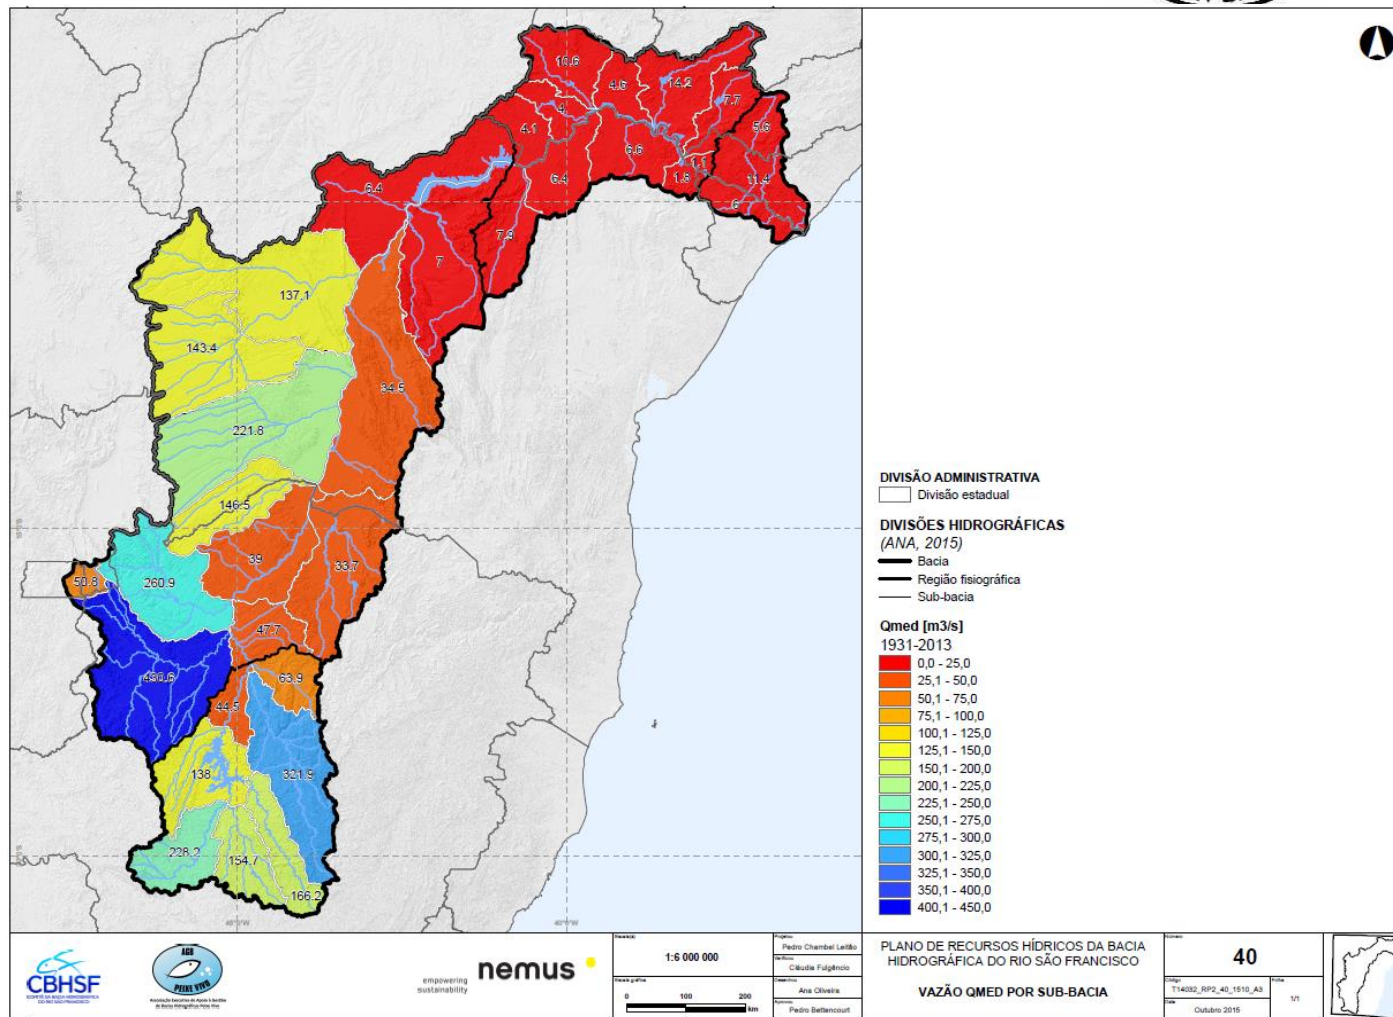 10.6
4.6
14.2
7.7
4
4.1
5.6
6.6
1.1
1.8
11.4
6.4
6.4
6
7.9
7
137.1
143.4
34.5
221.8
146.5
39
33.7
50.8
260.9
47.7
63.9
44.5
138
321.9
228.2
154.7
166.2
DIVISÃO ADMINISTRATIVA
Divisão estadual
DIVISÕES HIDROGRÁFICAS
(ANA, 2015)
Bacia
Região fisiográfica
Sub-bacia
Qmed [m3/s]
1931-2013
0,0 - 25,0
25,1 - 50,0
50,1 - 75,0
75,1 - 100,0
100,1 - 125,0
125,1 - 150,0
150,1 - 200,0
200,1 - 225,0
225,1 - 250,0
250,1 - 275,0
275,1 - 300,0
300,1 - 325,0
325,1 - 350,0
350,1 - 400,0
400,1 - 450,0
CBHSF
AGB
PEIXE VIVO
empowering
sustainability
nemus
1:6 000 000
0 100 200
km
Pedro Chambel Leitão
Cláudia Fulgêncio
Ana Oliveira
Pedro Bettencourt
PLANO DE RECURSOS HÍDRICOS DA BACIA
HIDROGRÁFICA DO RIO SÃO FRANCISCO
VAZÃO QMED POR SUB-BACIA
40
T14032_RP2_40_1510_A3
1/1
Outubro 2015